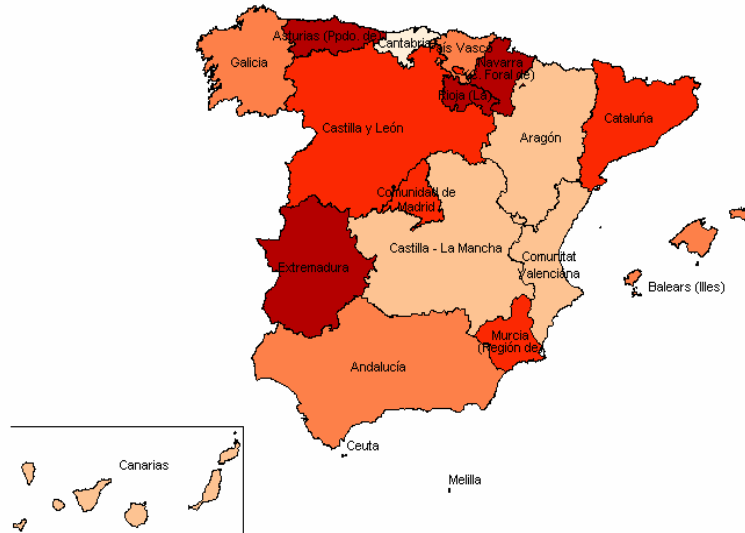 Asturias (Ppdo. de)
Cantabria
País Vasco
Galicia
Navarra
(C. Foral de)
Rioja (La)
Castilla y León
Cataluña
Aragón
Comunidad de
Madrid
Castilla - La Mancha
Comunitat
Valenciana
Extremadura
Balears (Illes)
Murcia
(Región de)
Andalucía
Ceuta
Canarias
Melilla